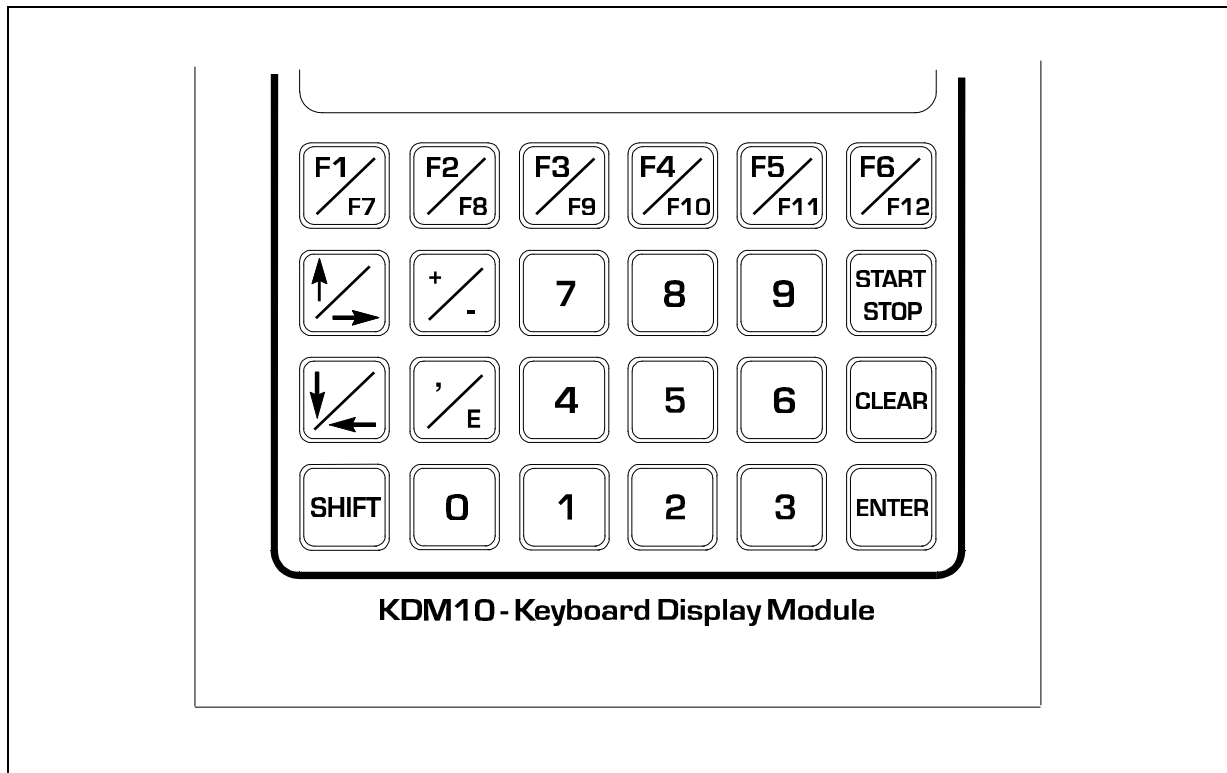 F1/F7 F2/F8 F3/F9 F4/F10 F5/F11 F6/F12
+/- 7 8 9 START STOP
,/E 4 5 6 CLEAR
SHIFT 0 1 2 3 ENTER
KDM10 - Keyboard Display Module